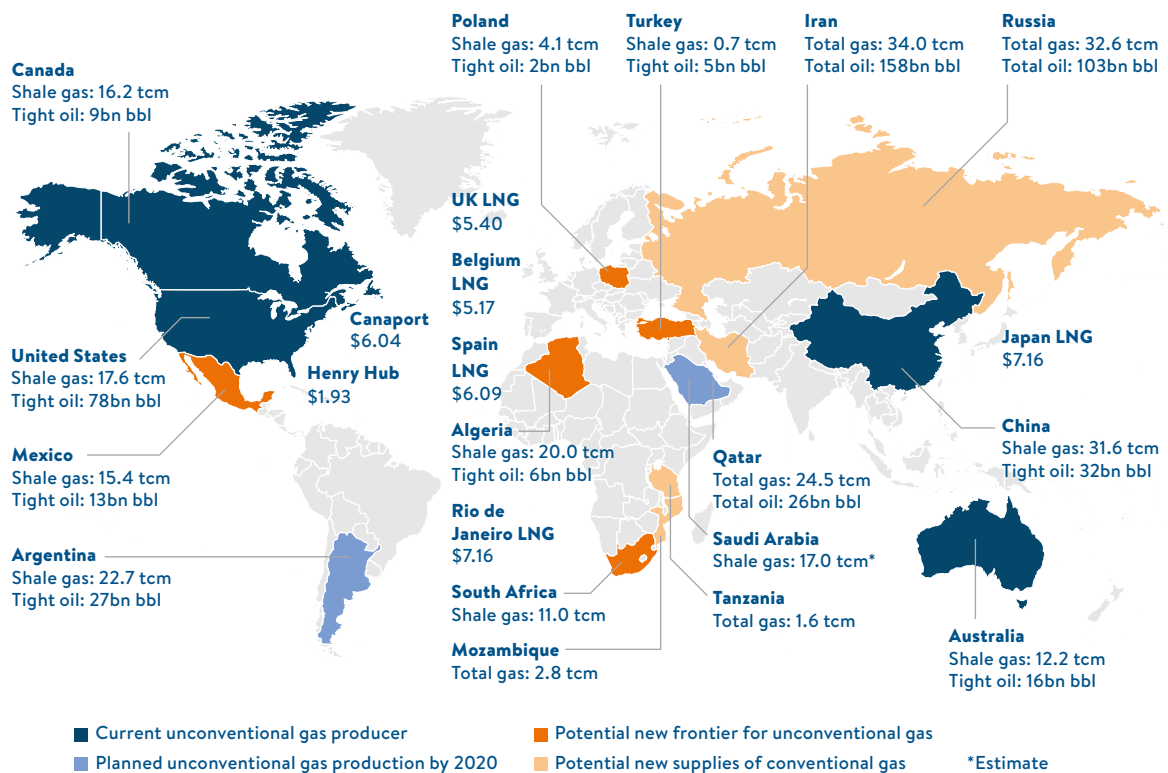 Poland
Shale gas: 4.1 tcm
Tight oil: 2bn bbl
Turkey
Shale gas: 0.7 tcm
Tight oil: 5bn bbl
Iran
Total gas: 34.0 tcm
Total oil: 158bn bbl
Russia
Total gas: 32.6 tcm
Total oil: 103bn bbl
Canada
Shale gas: 16.2 tcm
Tight oil: 9bn bbl
UK LNG
$5.40
Belgium
LNG
$5.17
Canaport
$6.04
Spain
LNG
$6.09
Japan LNG
$7.16
United States
Shale gas: 17.6 tcm
Tight oil: 78bn bbl
Henry Hub
$1.93
Algeria
Shale gas: 20.0 tcm
Tight oil: 6bn bbl
China
Shale gas: 31.6 tcm
Tight oil: 32bn bbl
Mexico
Shale gas: 15.4 tcm
Tight oil: 13bn bbl
Qatar
Total gas: 24.5 tcm
Total oil: 26bn bbl
Rio de
Janeiro LNG
$7.16
Saudi Arabia
Shale gas: 17.0 tcm*
Argentina
Shale gas: 22.7 tcm
Tight oil: 27bn bbl
South Africa
Shale gas: 11.0 tcm
Tanzania
Total gas: 1.6 tcm
Mozambique
Total gas: 2.8 tcm
Australia
Shale gas: 12.2 tcm
Tight oil: 16bn bbl
Current unconventional gas producer
Potential new frontier for unconventional gas
Planned unconventional gas production by 2020
Potential new supplies of conventional gas
*Estimate